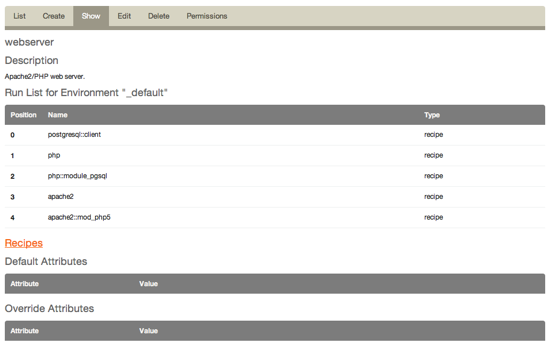 List Create Show Edit Delete Permissions
webserver
Description
Apache2/PHP web server.
Run List for Environment "_default"
Position Name Type
0 postgresql::client recipe
1 php recipe
2 php::module_pgsql recipe
3 apache2 recipe
4 apache2::mod_php5 recipe
Recipes
Default Attributes
Attribute Value
Override Attributes
Attribute Value